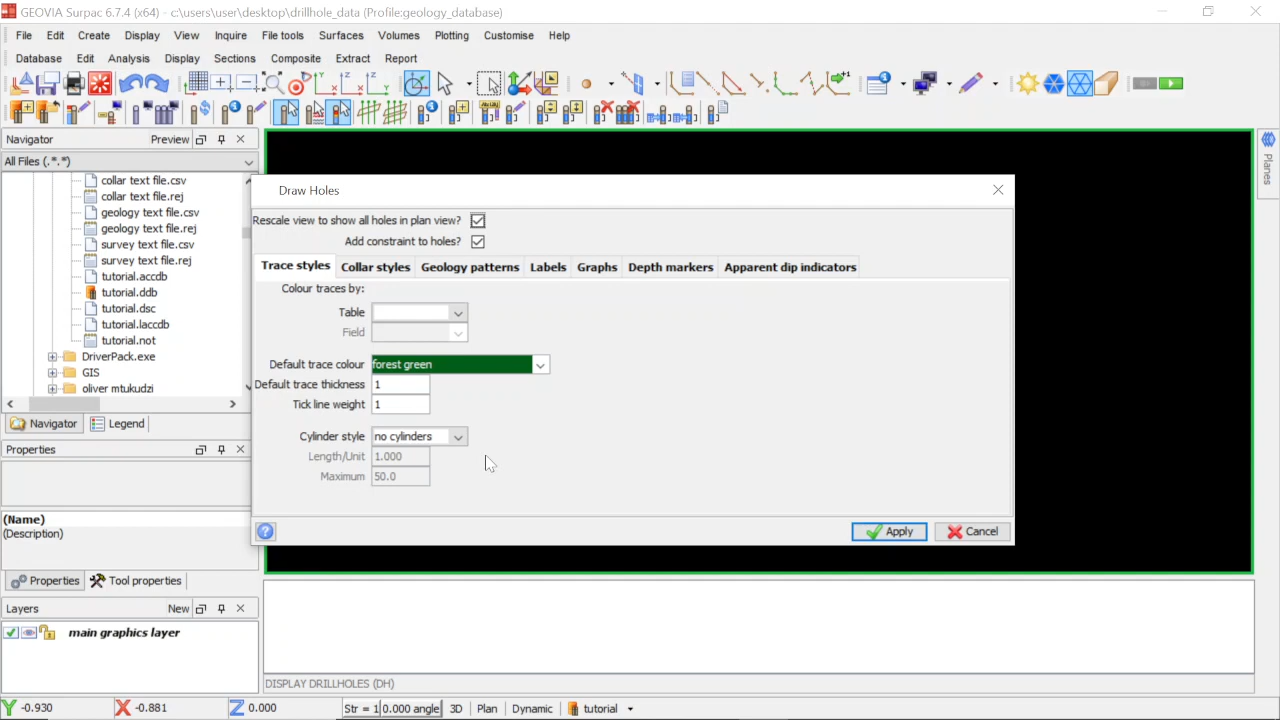 GEOVIA Surpac 6.7.4 (x64) - c:\users\user\desktop\drillhole_data (Profile:geology_database)
File Edit Create Display View Inquire File tools Surfaces Volumes Plotting Customise Help
Database Edit Analysis Display Sections Composite Extract Report
Navigator Preview
All Files (*.*)
collar text file.csv
collar text file.rej
geology text file.csv
geology text file.rej
survey text file.csv
survey text file.rej
tutorial.accdb
tutorial.ddb
tutorial.dsc
tutorial.laccdb
tutorial.not
DriverPack.exe
GIS
oliver mtukudzi
Navigator Legend
Properties
(Name)
(Description)
Properties Tool properties
Layers New
main graphics layer
Draw Holes
Rescale view to show all holes in plan view?
Add constraint to holes?
Trace styles Collar styles Geology patterns Labels Graphs Depth markers Apparent dip indicators
Colour traces by:
Table
Field
Default trace colour forest green
Default trace thickness 1
Tick line weight 1
Cylinder style no cylinders
Length/Unit 1.000
Maximum 50.0
Apply Cancel
Planes
DISPLAY DRILLHOLES (DH)
Y -0.930 X -0.881 Z 0.000 Str = 1 0.000 angle 3D Plan Dynamic tutorial